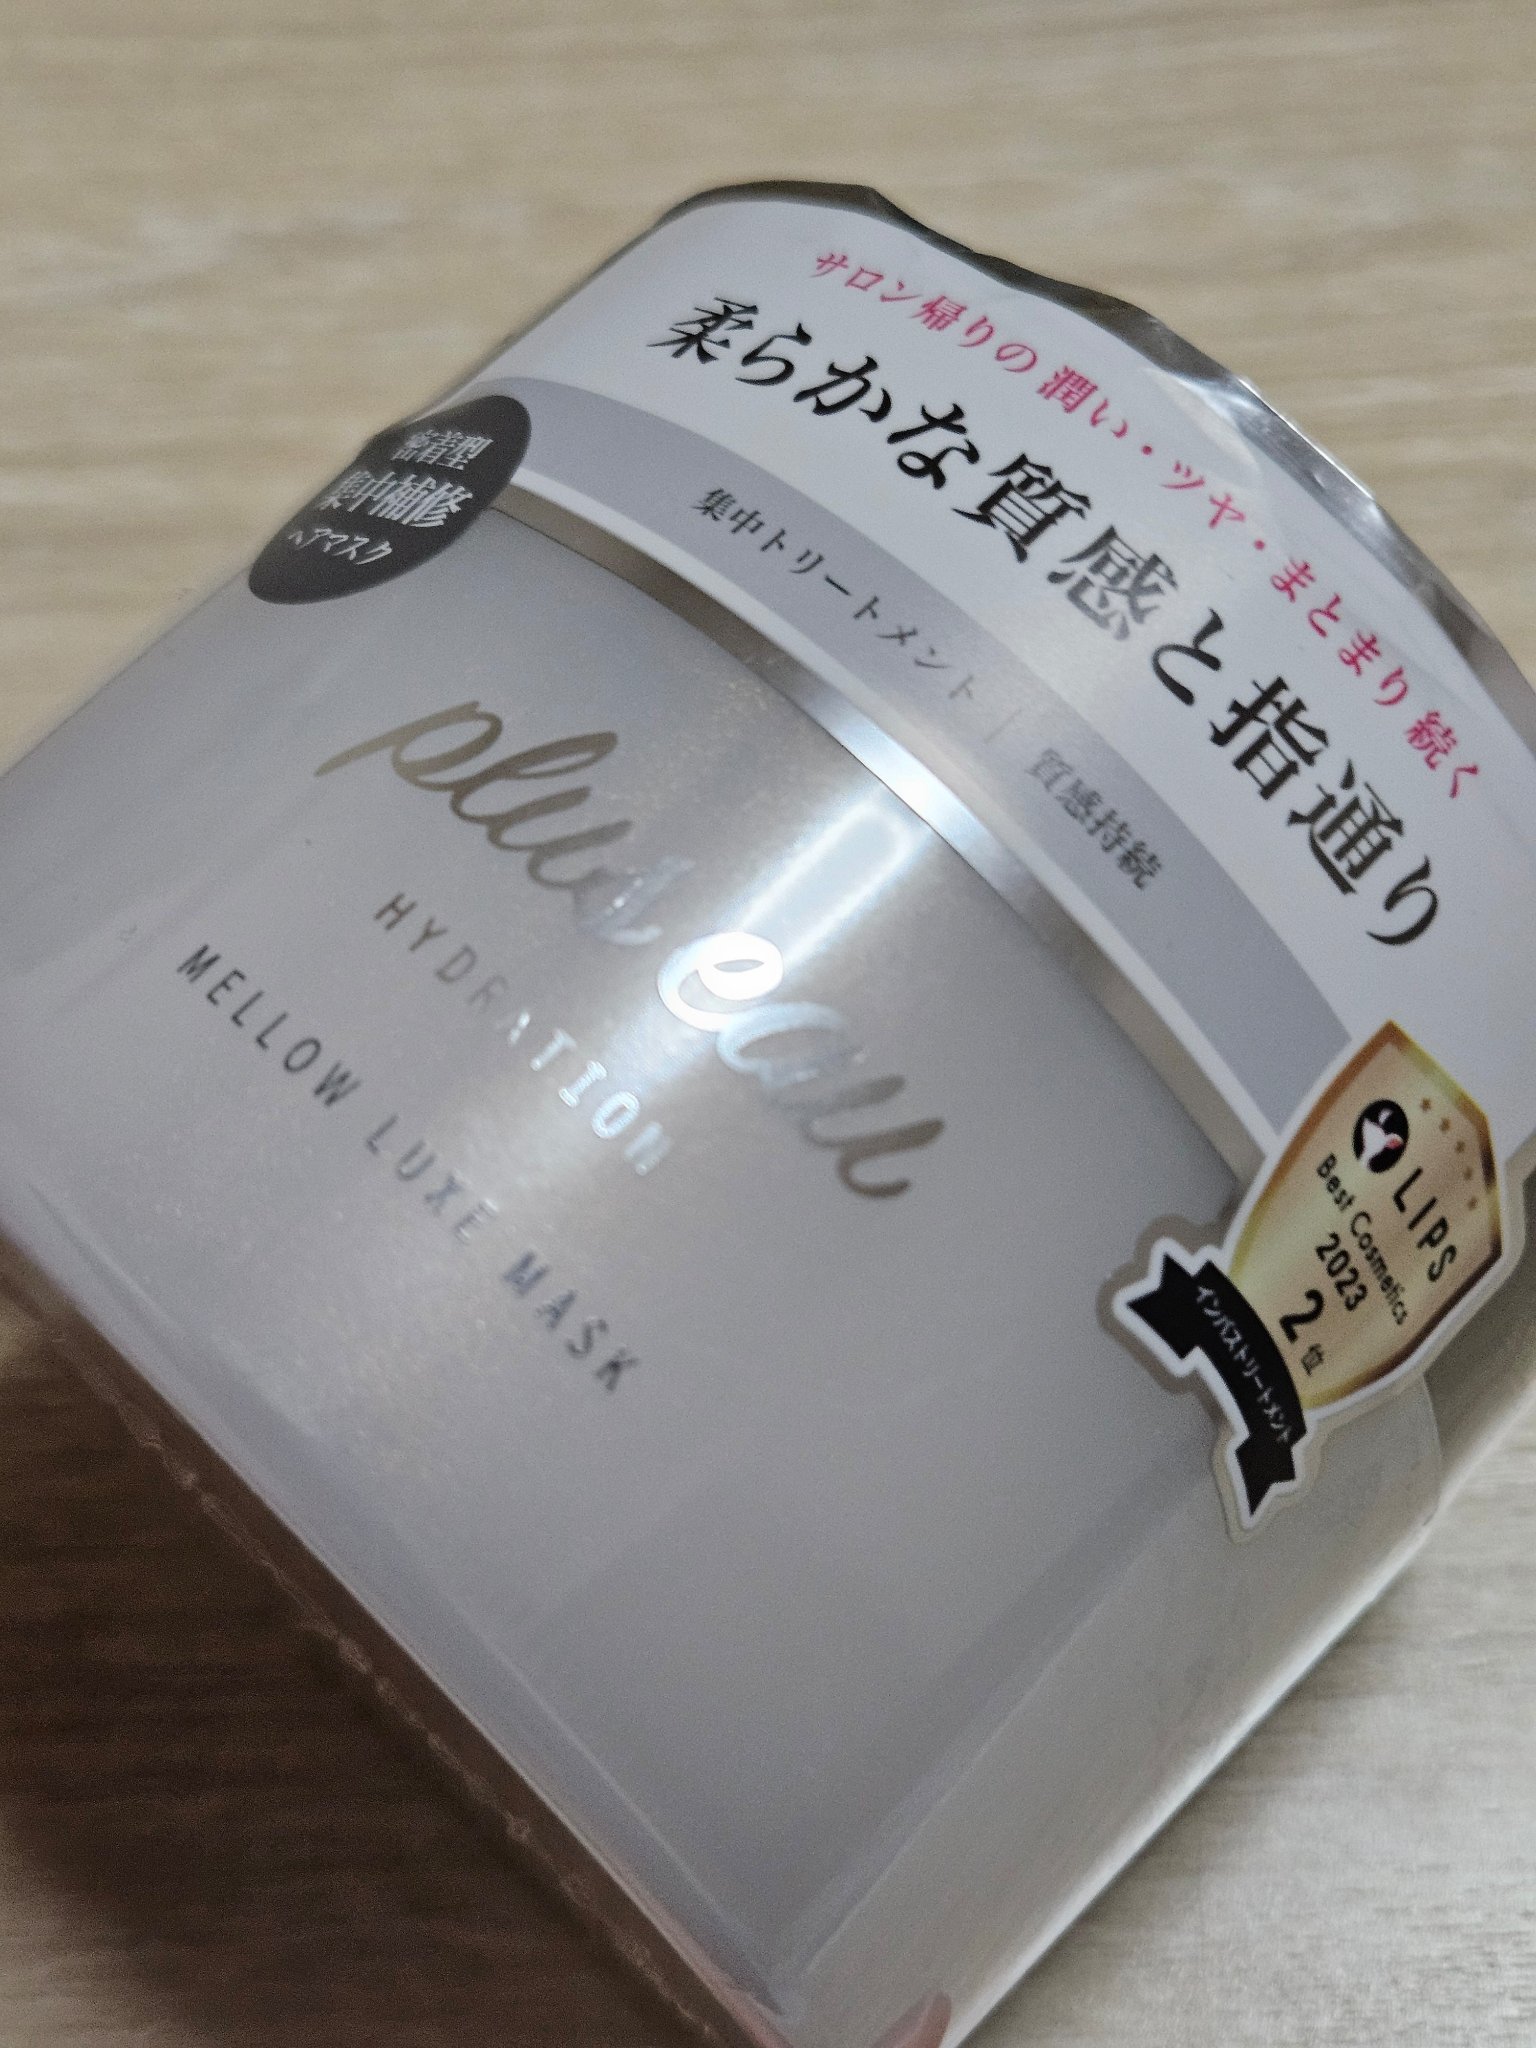 サロン帰りの潤い・ツヤ・まとまり続く
柔らかな質感と指通り
集中トリートメント | 質感持続
密着型
集中補修
ヘアマスク
plus eau
HYDRATION
MELLOW LUXE MASK
LIPS
Best Cosmetics
2023
2位
インバストリートメント